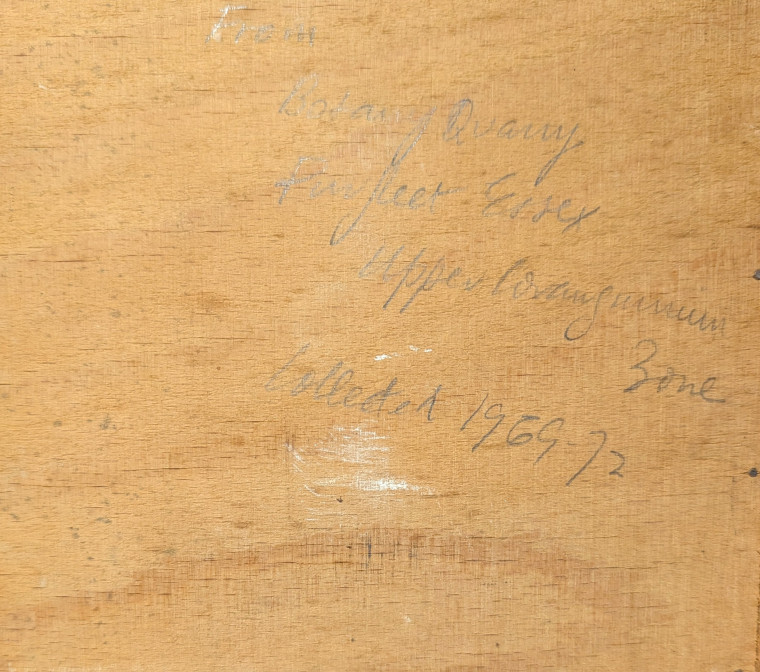 From
Botany Quarry
Purfleet Essex
Upper Coranguinum
Zone
Collected 1969-72